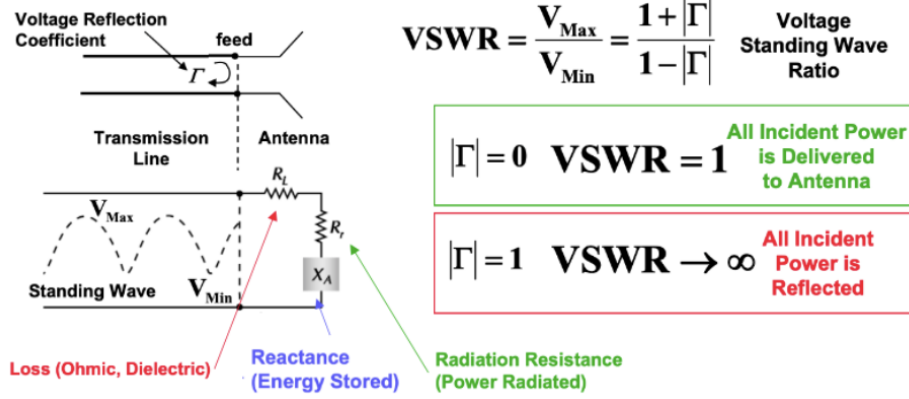 Voltage Reflection
Coefficient
feed
Γ
Transmission
Line
Antenna
R_L
V_Max
R_r
X_A
Standing Wave
V_Min
Loss (Ohmic, Dielectric)
Reactance
(Energy Stored)
Radiation Resistance
(Power Radiated)
VSWR = V_Max / V_Min = 1+|Γ| / 1−|Γ|
Voltage
Standing Wave
Ratio
|Γ| = 0 VSWR = 1
All Incident Power
is Delivered
to Antenna
|Γ| = 1 VSWR → ∞
All Incident
Power is
Reflected